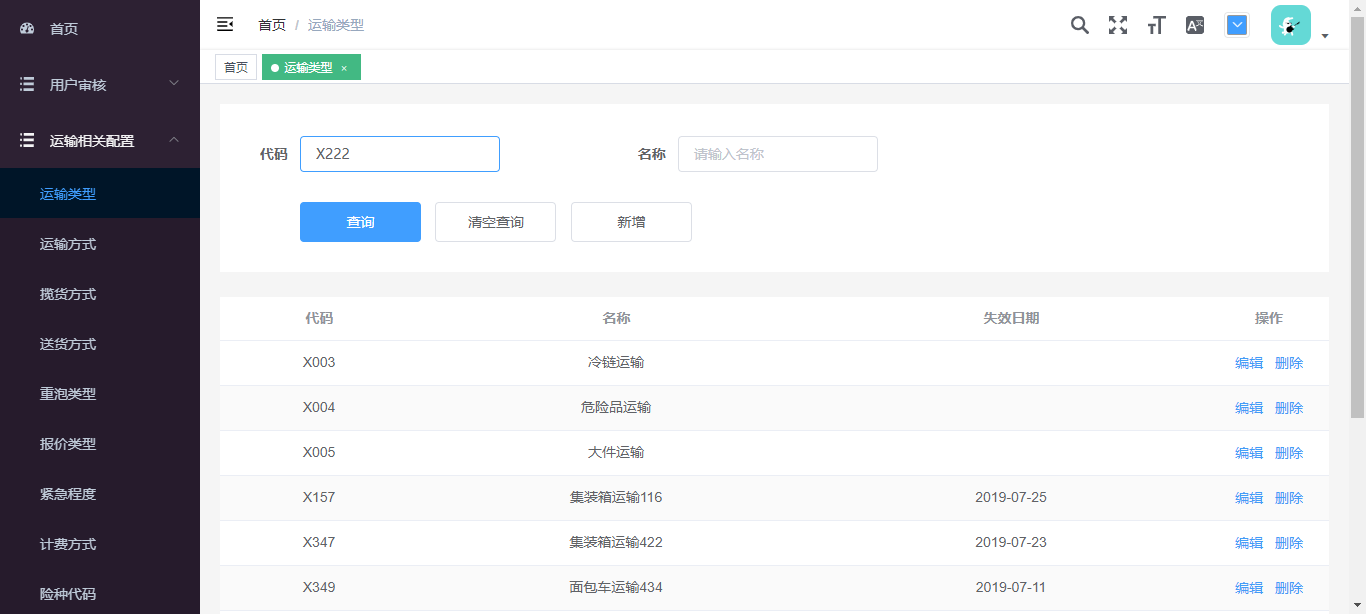 首页
用户审核
运输相关配置
运输类型
运输方式
揽货方式
送货方式
重泡类型
报价类型
紧急程度
计费方式
险种代码
首页 / 运输类型
首页 运输类型 ×
代码 X222 名称 请输入名称
查询 清空查询 新增
代码 名称 失效日期 操作
X003 冷链运输 编辑 删除
X004 危险品运输 编辑 删除
X005 大件运输 编辑 删除
X157 集装箱运输116 2019-07-25 编辑 删除
X347 集装箱运输422 2019-07-23 编辑 删除
X349 面包车运输434 2019-07-11 编辑 删除